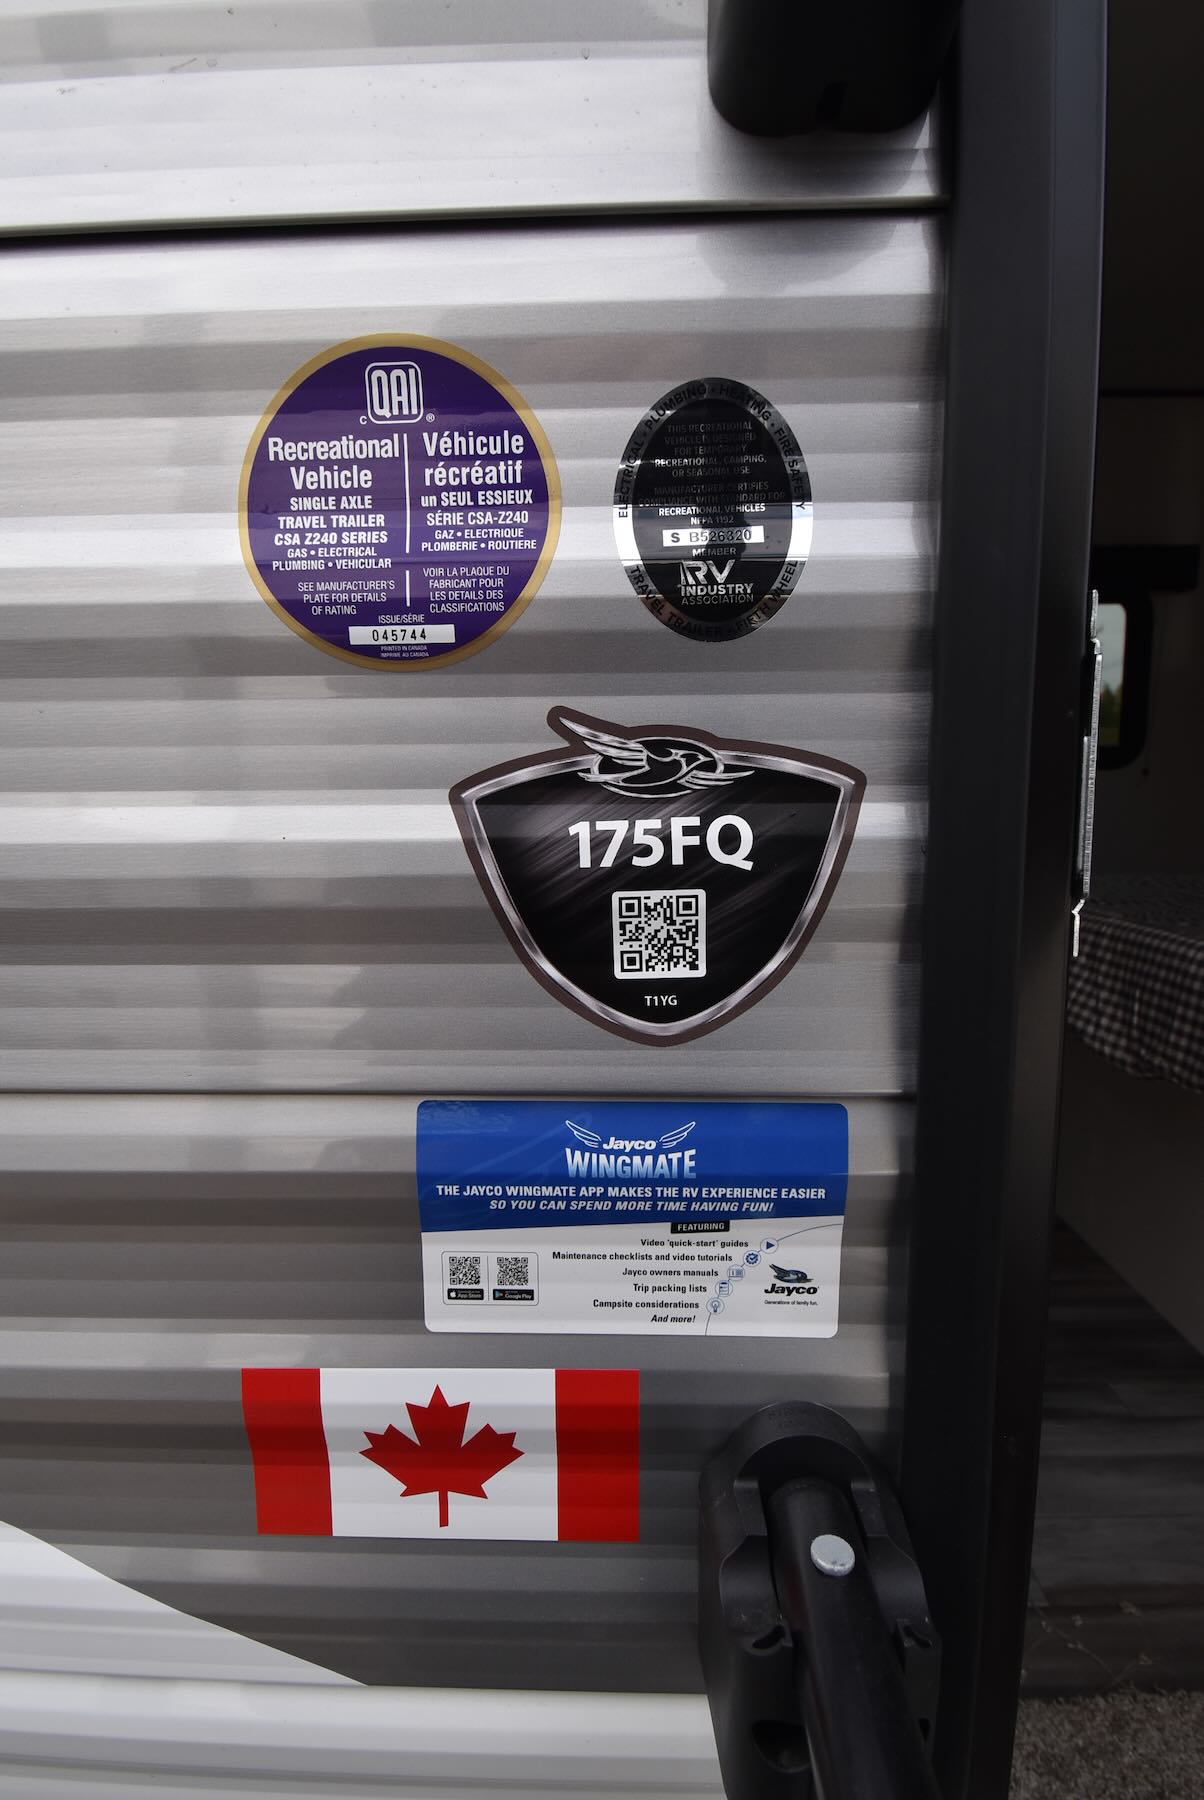 QAI
C ®
Recreational
Vehicle
SINGLE AXLE
TRAVEL TRAILER
CSA Z240 SERIES
GAS • ELECTRICAL
PLUMBING • VEHICULAR
SEE MANUFACTURER'S
PLATE FOR DETAILS
OF RATING
Véhicule
récréatif
un SEUL ESSIEUX
SÉRIE CSA-Z240
GAZ • ELECTRIQUE
PLOMBERIE • ROUTIERE
VOIR LA PLAQUE DU
FABRICANT POUR
LES DETAILS DES
CLASSIFICATIONS
ISSUE/SÉRIE
045744
PRINTED IN CANADA
IMPRIME AU CANADA
ELECTRICAL • PLUMBING • HEATING • FIRE SAFETY
THIS RECREATIONAL
VEHICLE IS DESIGNED
FOR TEMPORARY
RECREATIONAL, CAMPING,
OR SEASONAL USE
MANUFACTURER CERTIFIES
COMPLIANCE WITH STANDARD FOR
RECREATIONAL VEHICLES
NFPA 1192
S B526320
MEMBER
RV
INDUSTRY
ASSOCIATION
TRAVEL TRAILER • FIFTH WHEEL
175FQ
T1YG
Jayco
WINGMATE
THE JAYCO WINGMATE APP MAKES THE RV EXPERIENCE EASIER
SO YOU CAN SPEND MORE TIME HAVING FUN!
FEATURING
Video 'quick-start' guides
Maintenance checklists and video tutorials
Jayco owners manuals
Trip packing lists
Campsite considerations
And more!
App Store
Google Play
Jayco
Generations of family fun.